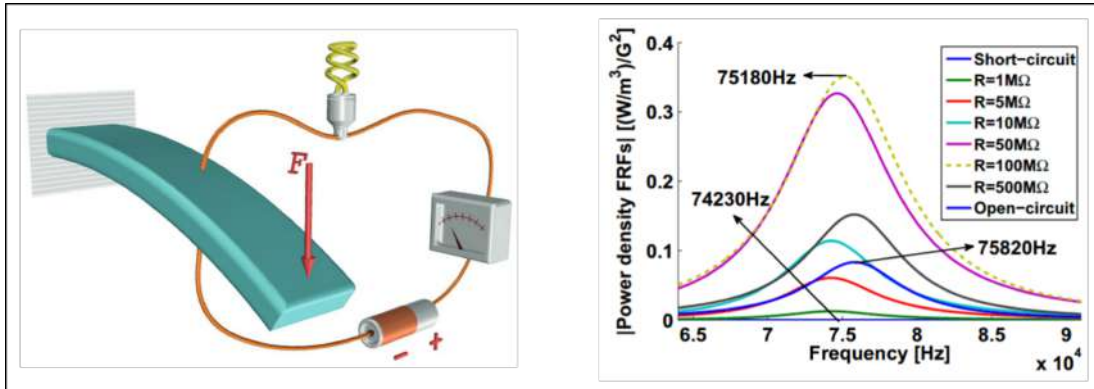 F
- +
|Power density FRFs| [(W/m³)/G²]
0.4
0.3
0.2
0.1
0
75180Hz
74230Hz
75820Hz
Short-circuit
R=1MΩ
R=5MΩ
R=10MΩ
R=50MΩ
R=100MΩ
R=500MΩ
Open-circuit
6.5 7 7.5 8 8.5 9
Frequency [Hz]
x 10⁴